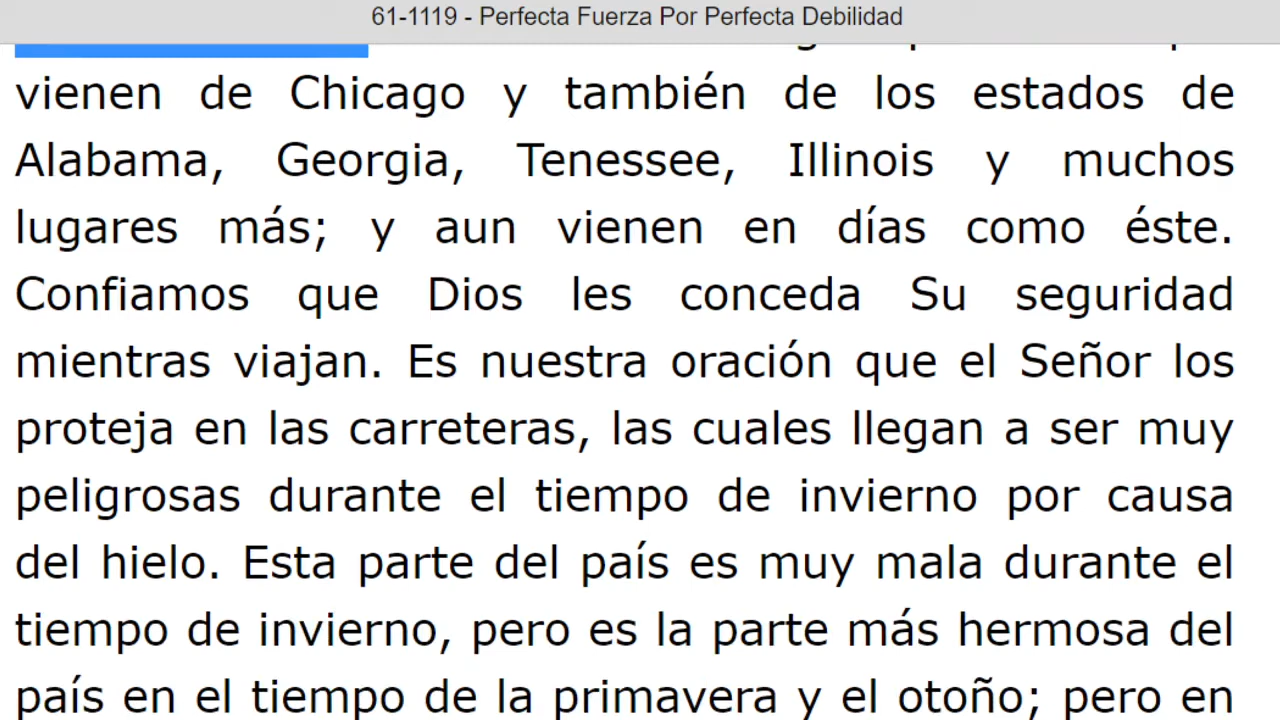 61-1119 - Perfecta Fuerza Por Perfecta Debilidad
vienen de Chicago y también de los estados de
Alabama, Georgia, Tenessee, Illinois y muchos
lugares más; y aun vienen en días como éste.
Confiamos que Dios les conceda Su seguridad
mientras viajan. Es nuestra oración que el Señor los
proteja en las carreteras, las cuales llegan a ser muy
peligrosas durante el tiempo de invierno por causa
del hielo. Esta parte del país es muy mala durante el
tiempo de invierno, pero es la parte más hermosa del
país en el tiempo de la primavera y el otoño; pero en